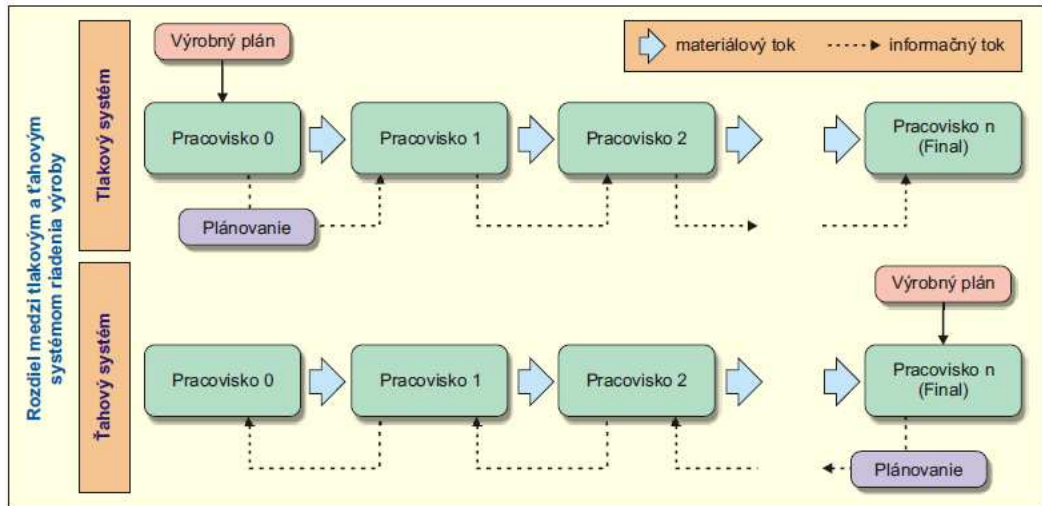 Rozdiel medzi tlakovým a ťahovým
systémom riadenia výroby
Tlakový systém
Výrobný plán
materiálový tok
informačný tok
Pracovisko 0
Pracovisko 1
Pracovisko 2
Pracovisko n
(Final)
Plánovanie
Ťahový systém
Výrobný plán
Pracovisko 0
Pracovisko 1
Pracovisko 2
Pracovisko n
(Final)
Plánovanie